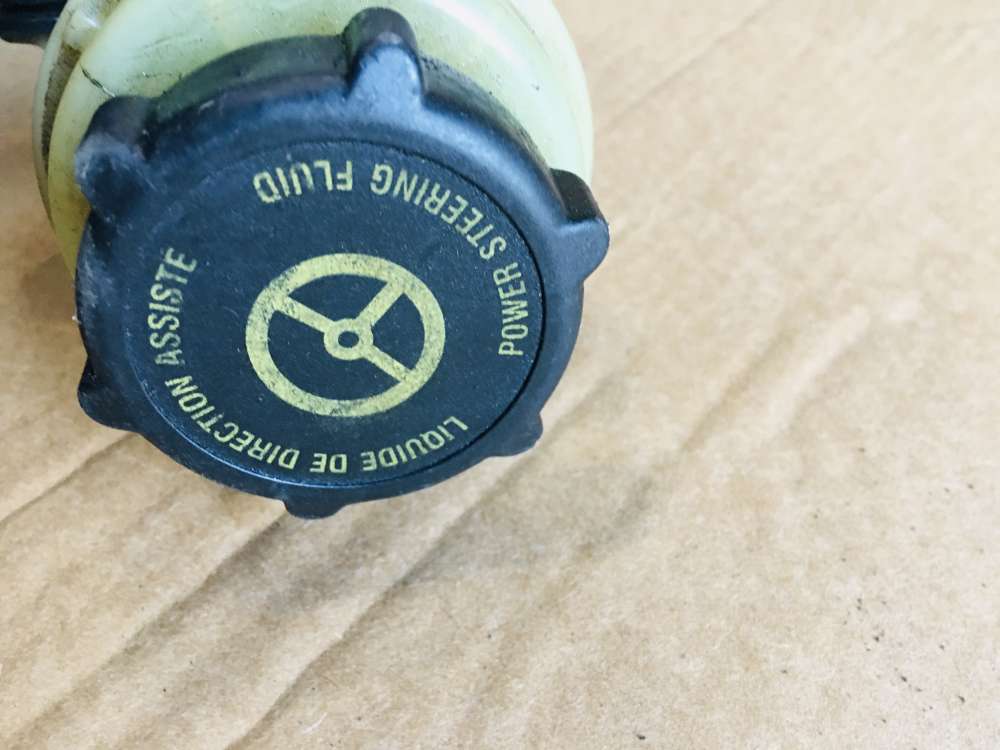 POWER STEERING FLUID
LIQUIDE DE DIRECTION ASSISTE